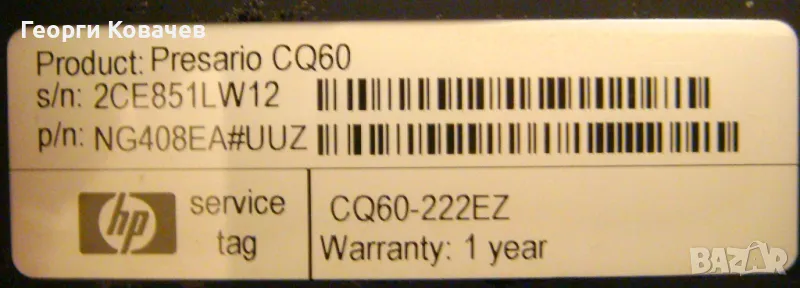 Георги Ковачев
Product: Presario CQ60
s/n: 2CE851LW12
p/n: NG408EA#UUZ
hp
service
tag
CQ60-222EZ
Warranty: 1 year
BAZAR